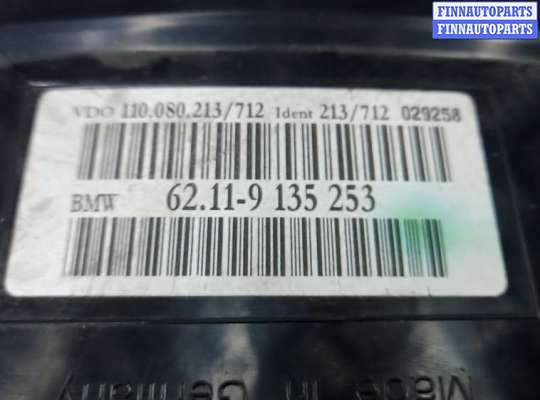 FINNAUTOPARTS
FINNAUTOPARTS
VDO 110.080.213/712 Ident 213/712 029258
BMW 62.11-9 135 253
Made in Germany